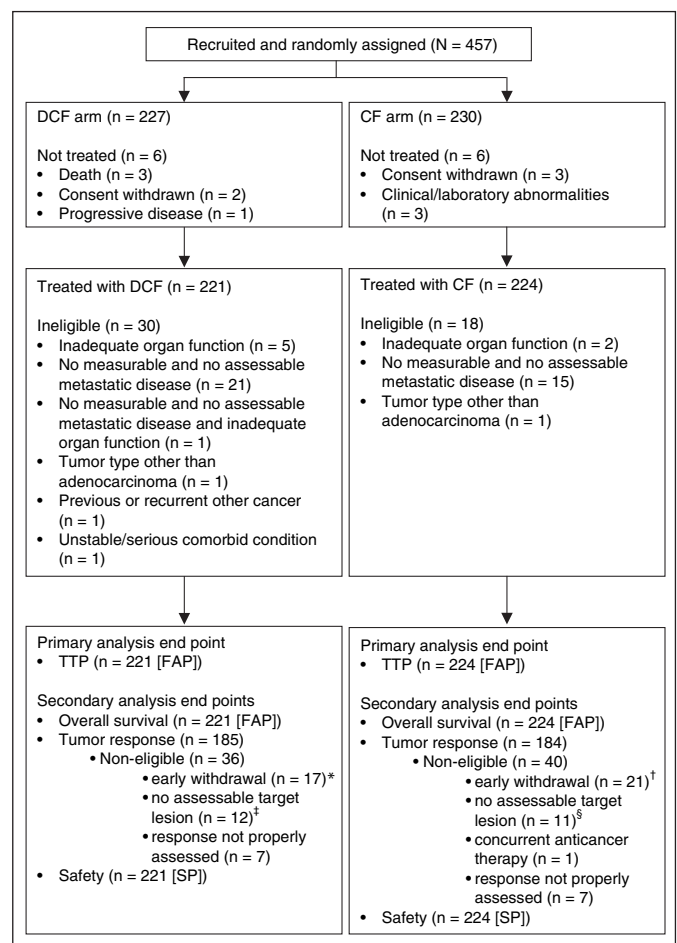 Recruited and randomly assigned (N = 457)
DCF arm (n = 227)
Not treated (n = 6)
• Death (n = 3)
• Consent withdrawn (n = 2)
• Progressive disease (n = 1)
CF arm (n = 230)
Not treated (n = 6)
• Consent withdrawn (n = 3)
• Clinical/laboratory abnormalities
(n = 3)
Treated with DCF (n = 221)
Ineligible (n = 30)
• Inadequate organ function (n = 5)
• No measurable and no assessable
metastatic disease (n = 21)
• No measurable and no assessable
metastatic disease and inadequate
organ function (n = 1)
• Tumor type other than
adenocarcinoma (n = 1)
• Previous or recurrent other cancer
(n = 1)
• Unstable/serious comorbid condition
(n = 1)
Treated with CF (n = 224)
Ineligible (n = 18)
• Inadequate organ function (n = 2)
• No measurable and no assessable
metastatic disease (n = 15)
• Tumor type other than
adenocarcinoma (n = 1)
Primary analysis end point
• TTP (n = 221 [FAP])
Secondary analysis end points
• Overall survival (n = 221 [FAP])
• Tumor response (n = 185)
• Non-eligible (n = 36)
• early withdrawal (n = 17)*
• no assessable target
lesion (n = 12)‡
• response not properly
assessed (n = 7)
• Safety (n = 221 [SP])
Primary analysis end point
• TTP (n = 224 [FAP])
Secondary analysis end points
• Overall survival (n = 224 [FAP])
• Tumor response (n = 184)
• Non-eligible (n = 40)
• early withdrawal (n = 21)†
• no assessable target
lesion (n = 11)§
• concurrent anticancer
therapy (n = 1)
• response not properly
assessed (n = 7)
• Safety (n = 224 [SP])